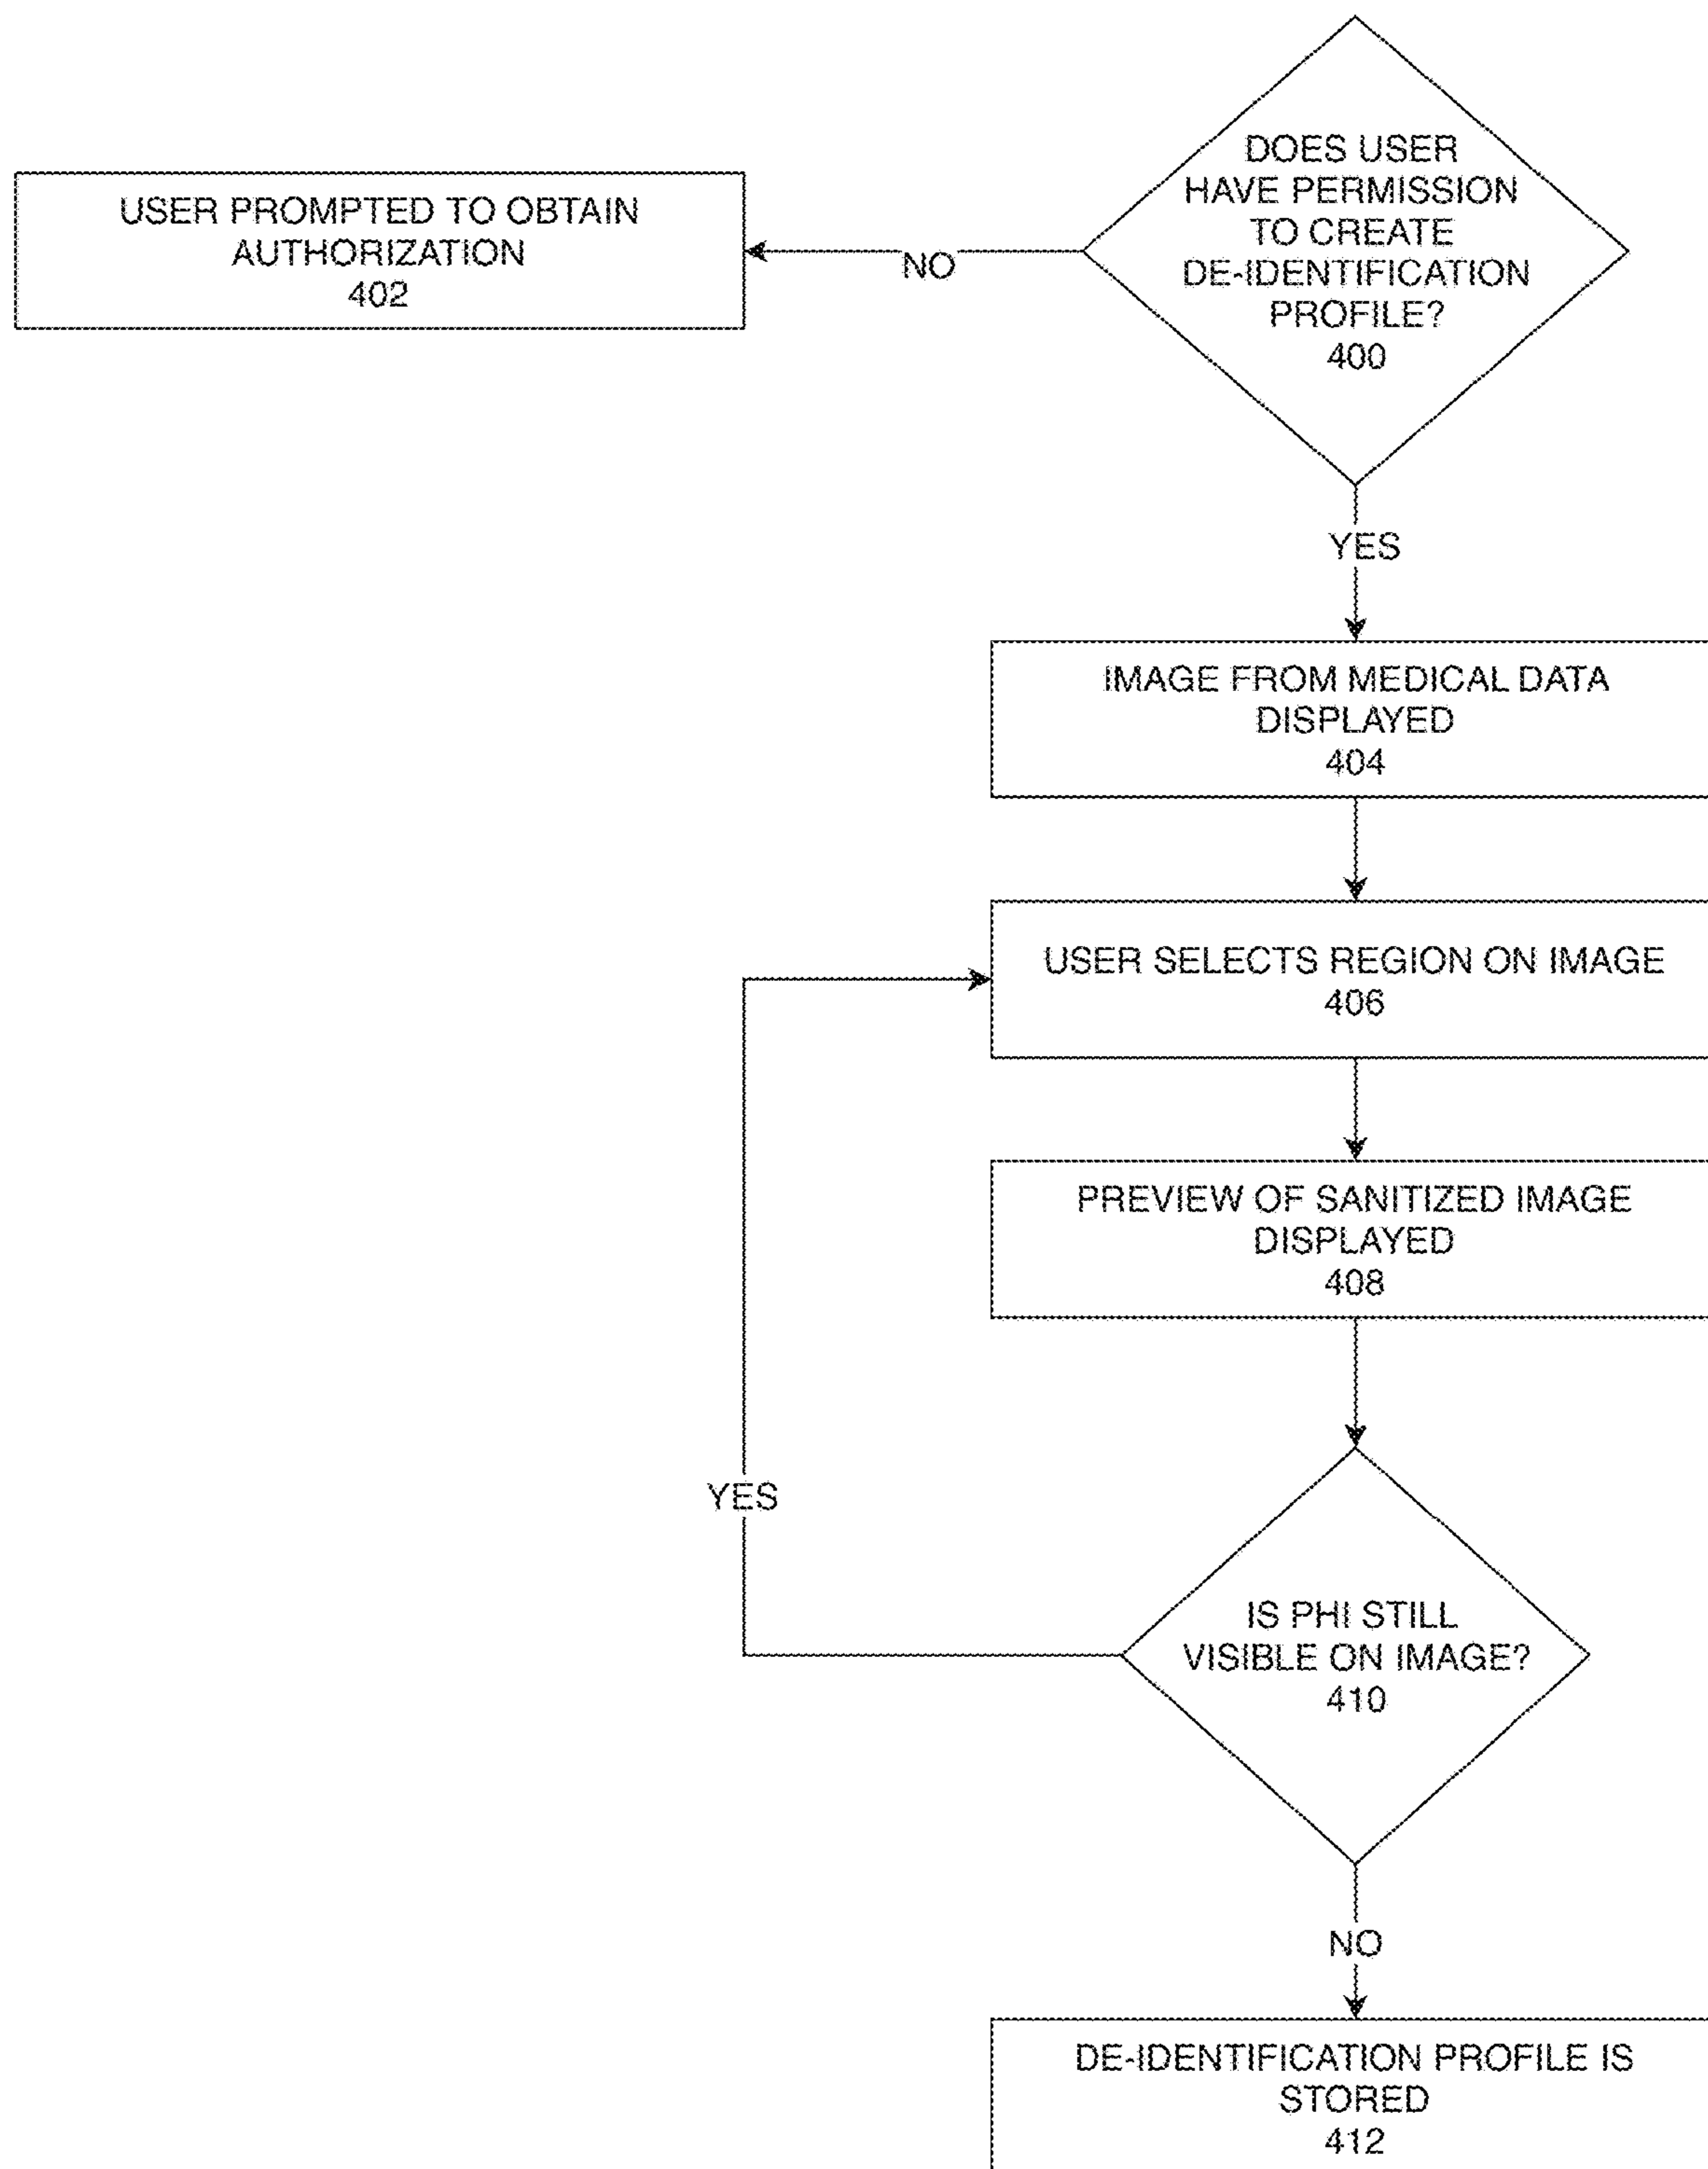 DOES USER
HAVE PERMISSION
TO CREATE
DE-IDENTIFICATION
PROFILE?
400
USER PROMPTED TO OBTAIN
AUTHORIZATION
402
NO
YES
IMAGE FROM MEDICAL DATA
DISPLAYED
404
USER SELECTS REGION ON IMAGE
406
PREVIEW OF SANITIZED IMAGE
DISPLAYED
408
YES
IS PHI STILL
VISIBLE ON IMAGE?
410
NO
DE-IDENTIFICATION PROFILE IS
STORED
412